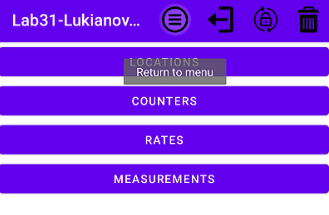 Lab31-Lukianov...
LOCATIONS
Return to menu
COUNTERS
RATES
MEASUREMENTS